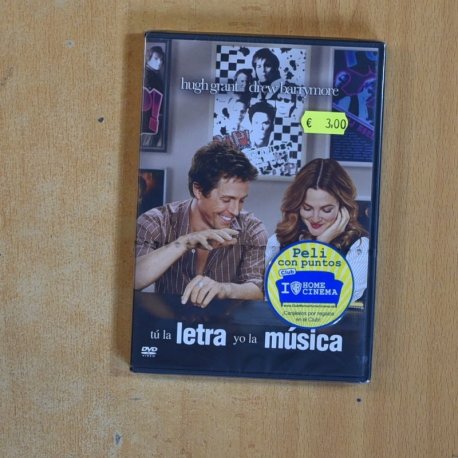 hugh grant drew barrymore
€ 3,00
Peli
con puntos
Club
I HOME
CINEMA
¡Canjéalos por regalos
en el Club!
tú la letra yo la música
DVD
VIDEO